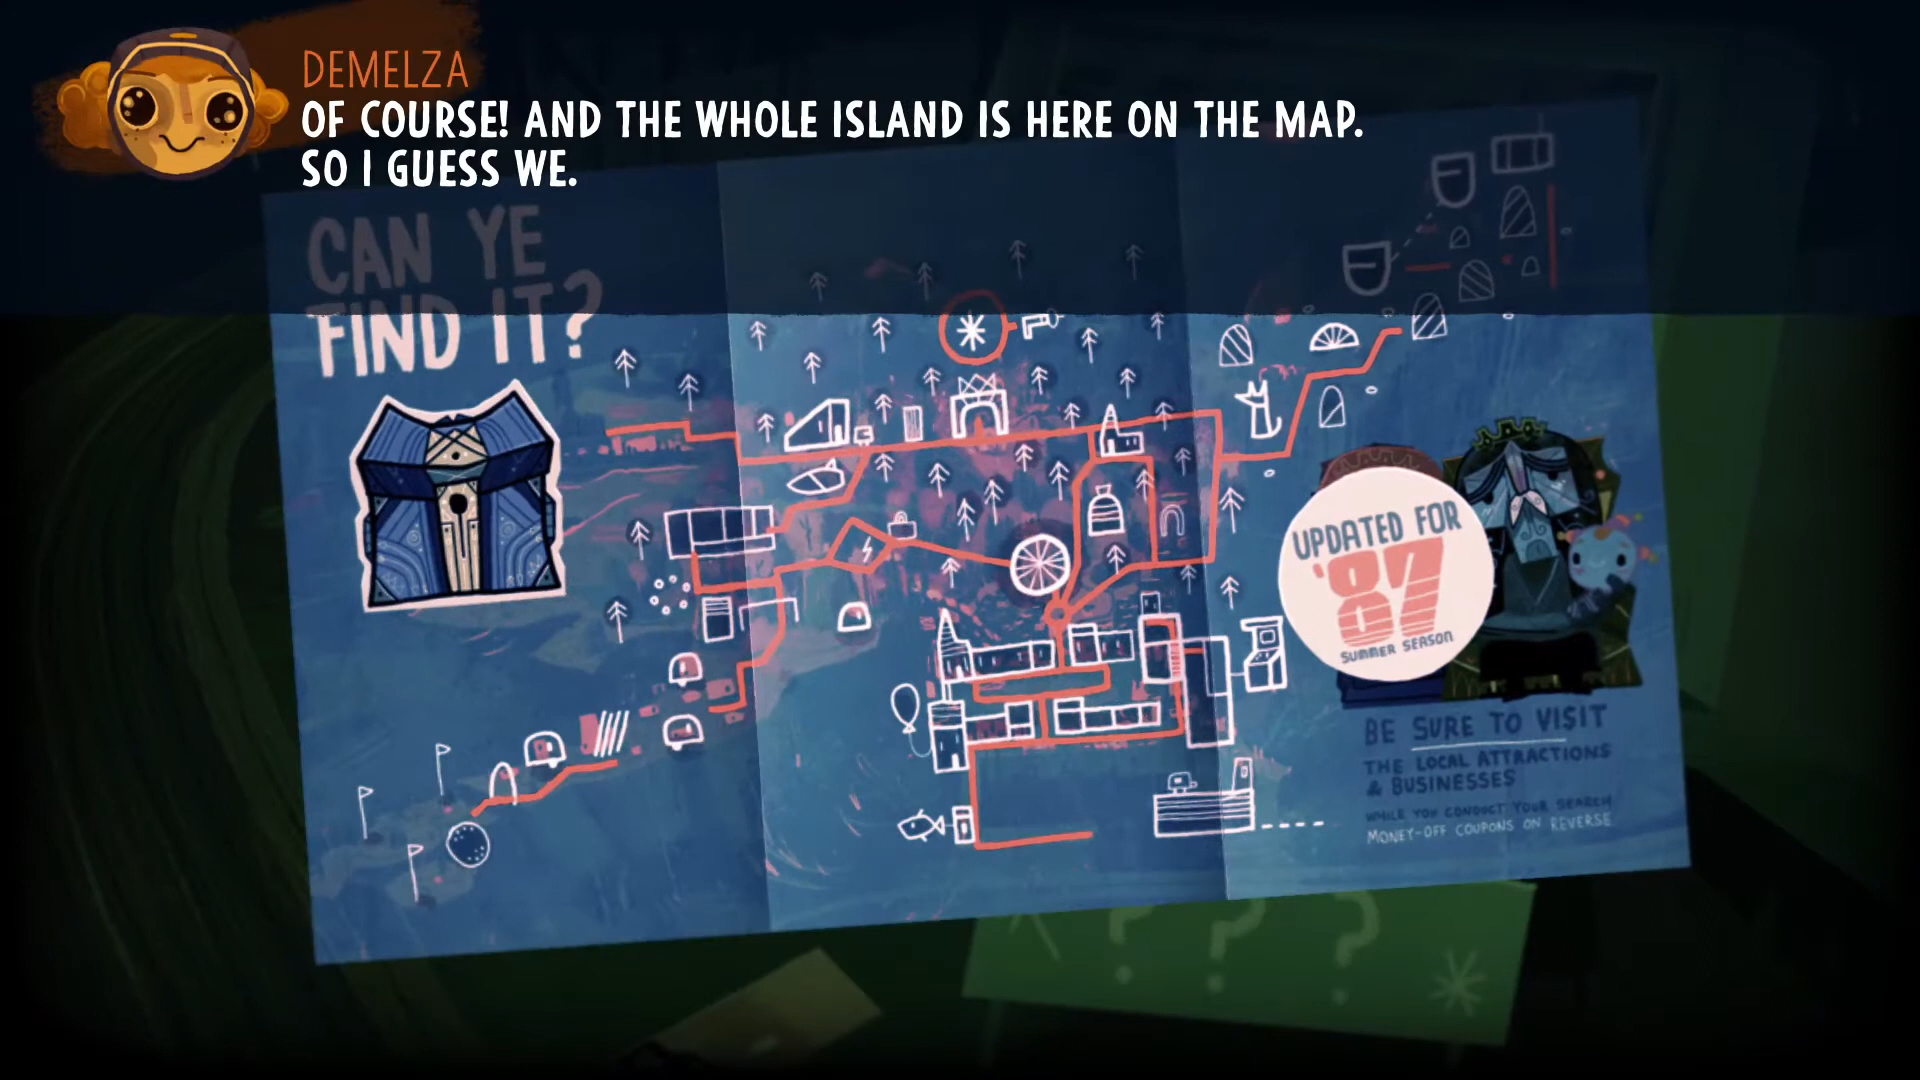 DEMELZA
OF COURSE! AND THE WHOLE ISLAND IS HERE ON THE MAP.
SO I GUESS WE.
CAN YE
FIND IT?
UPDATED FOR
'87
SUMMER SEASON
BE SURE TO VISIT
THE LOCAL ATTRACTIONS
& BUSINESSES
WHILE YOU CONDUCT YOUR SEARCH
MONEY-OFF COUPONS ON REVERSE
? ? ?